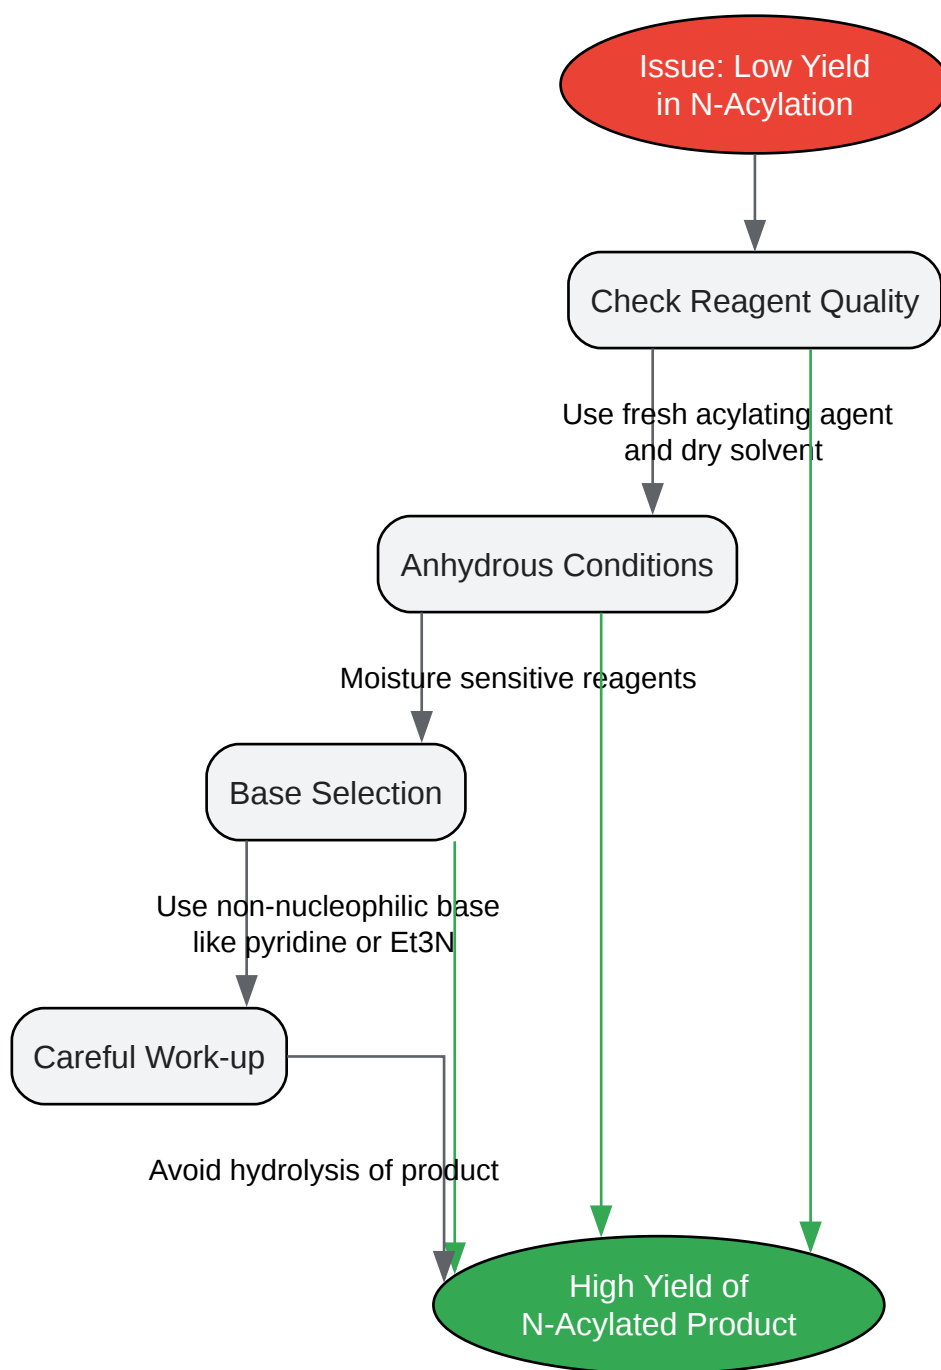 Issue: Low Yield
in N-Acylation
Check Reagent Quality
Use fresh acylating agent
and dry solvent
Anhydrous Conditions
Moisture sensitive reagents
Base Selection
Use non-nucleophilic base
like pyridine or Et3N
Careful Work-up
Avoid hydrolysis of product
High Yield of
N-Acylated Product